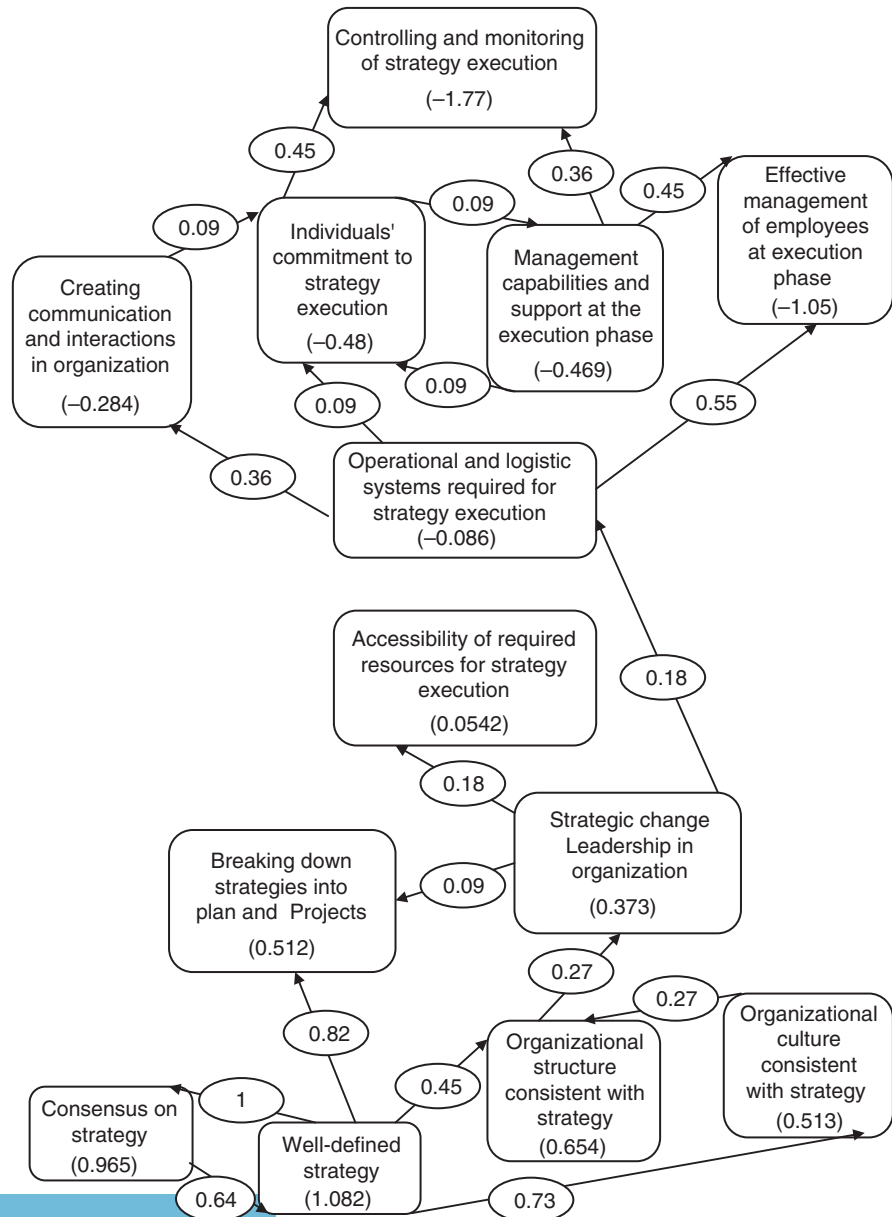 Controlling and monitoring
of strategy execution
(–1.77)
0.45
0.36
0.45
Effective
management
of employees
at execution
phase
(–1.05)
0.09
0.09
Individuals'
commitment to
strategy
execution
(–0.48)
Management
capabilities and
support at the
execution phase
(–0.469)
Creating
communication
and interactions
in organization
(–0.284)
0.09
0.09
0.55
0.36
Operational and logistic
systems required for
strategy execution
(–0.086)
Accessibility of required
resources for strategy
execution
(0.0542)
0.18
0.18
Strategic change
Leadership in
organization
(0.373)
Breaking down
strategies into
plan and Projects
(0.512)
0.09
0.27
0.27
0.82
0.45
Organizational
structure
consistent with
strategy
(0.654)
Organizational
culture
consistent
with strategy
(0.513)
1
Consensus on
strategy
(0.965)
Well-defined
strategy
(1.082)
0.64
0.73